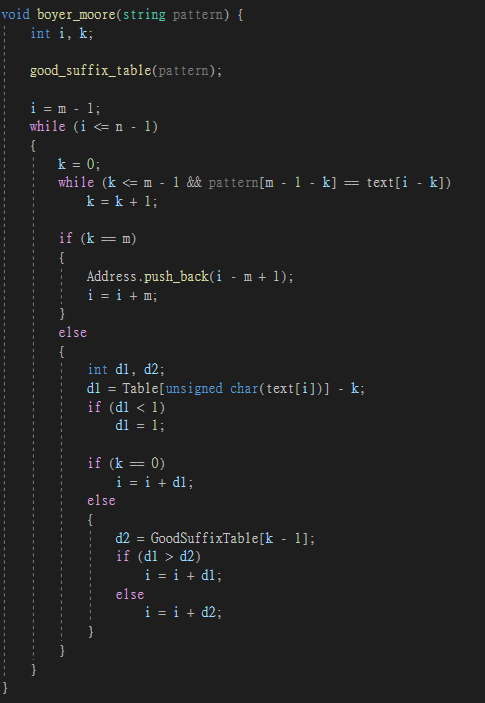 void boyer_moore(string pattern) {
    int i, k;

    good_suffix_table(pattern);

    i = m - 1;
    while (i <= n - 1)
    {
        k = 0;
        while (k <= m - 1 && pattern[m - 1 - k] == text[i - k])
            k = k + 1;

        if (k == m)
        {
            Address.push_back(i - m + 1);
            i = i + m;
        }
        else
        {
            int d1, d2;
            d1 = Table[unsigned char(text[i])] - k;
            if (d1 < 1)
                d1 = 1;

            if (k == 0)
                i = i + d1;
            else
            {
                d2 = GoodSuffixTable[k - 1];
                if (d1 > d2)
                    i = i + d1;
                else
                    i = i + d2;
            }
        }
    }
}